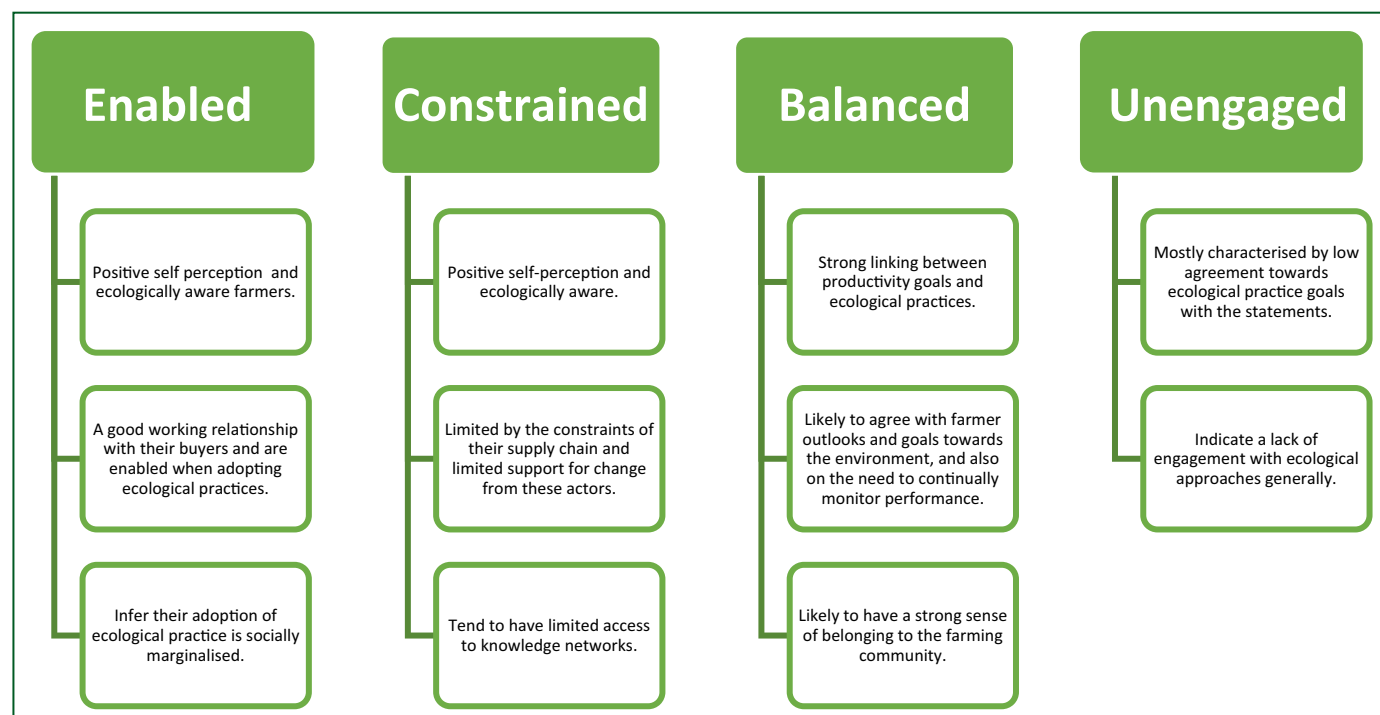 Enabled
Positive self perception and
ecologically aware farmers.
A good working relationship
with their buyers and are
enabled when adopting
ecological practices.
Infer their adoption of
ecological practice is socially
marginalised.
Constrained
Positive self-perception and
ecologically aware.
Limited by the constraints of
their supply chain and
limited support for change
from these actors.
Tend to have limited access
to knowledge networks.
Balanced
Strong linking between
productivity goals and
ecological practices.
Likely to agree with farmer
outlooks and goals towards
the environment, and also
on the need to continually
monitor performance.
Likely to have a strong sense
of belonging to the farming
community.
Unengaged
Mostly characterised by low
agreement towards
ecological practice goals
with the statements.
Indicate a lack of
engagement with ecological
approaches generally.